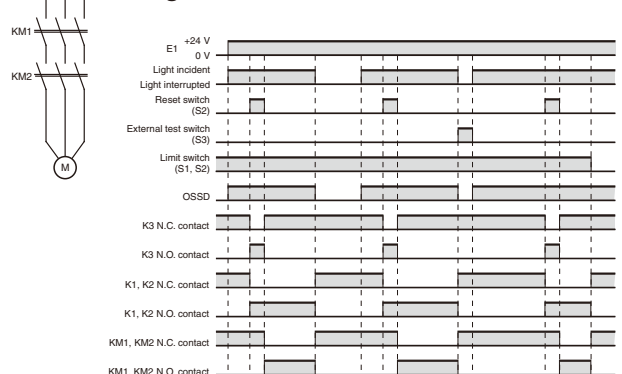 KM1
KM2
M
E1
+24 V
0 V
Light incident
Light interrupted
Reset switch
(S2)
External test switch
(S3)
Limit switch
(S1, S2)
OSSD
K3 N.C. contact
K3 N.O. contact
K1, K2 N.C. contact
K1, K2 N.O. contact
KM1, KM2 N.C. contact
KM1, KM2 N.O. contact